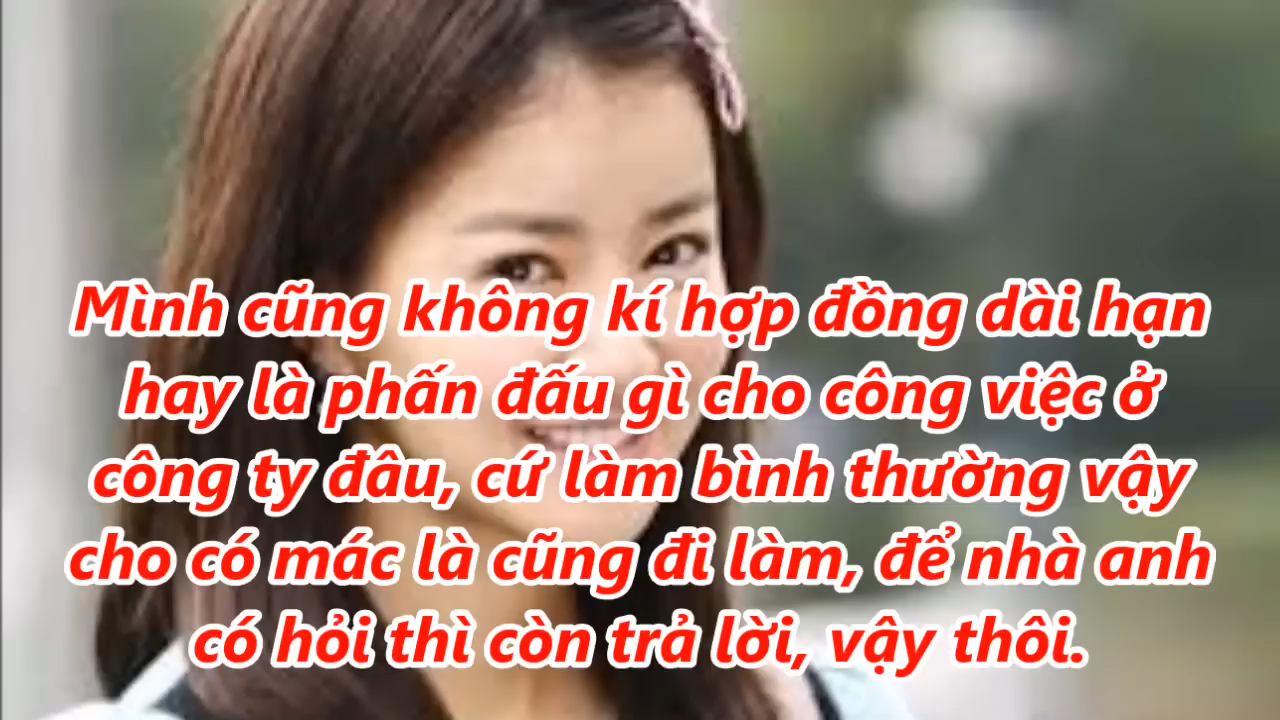 Mình cũng không kí hợp đồng dài hạn
hay là phấn đấu gì cho công việc ở
công ty đâu, cứ làm bình thường vậy
cho có mác là cũng đi làm, để nhà anh
có hỏi thì còn trả lời, vậy thôi.